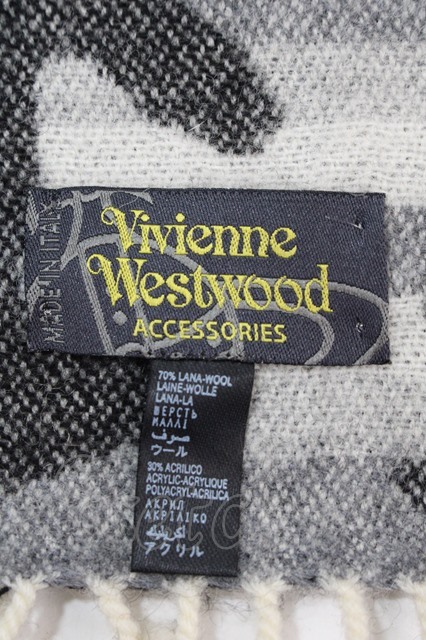 MADE IN ITALY
Vivienne
Westwood
ACCESSORIES
70% LANA-WOOL
LAINE-WOLLE
LANA-LA
ШЕРСТЬ
ΜΑΛΛΙ
صوف
ウール
30% ACRILICO
ACRYLIC-ACRYLIQUE
POLYACRYL-ACRILICA
АКРИЛ
ΑΚΡΙΛΙΚΟ
اكريليك
アクリル